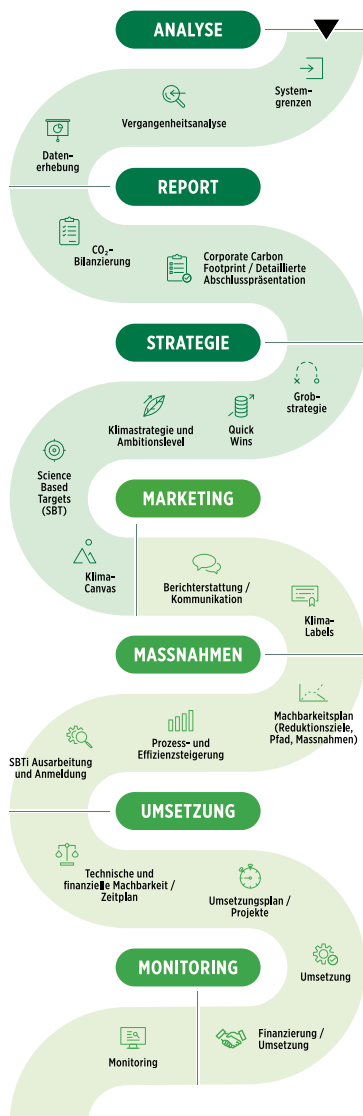 ANALYSE
System-
grenzen
Vergangenheitsanalyse
Daten-
erhebung
REPORT
CO₂-
Bilanzierung
Corporate Carbon
Footprint / Detaillierte
Abschlusspräsentation
STRATEGIE
Grob-
strategie
Quick
Wins
Klimastrategie und
Ambitionslevel
Science
Based
Targets
(SBT)
Klima-
Canvas
MARKETING
Berichterstattung /
Kommunikation
Klima-
Labels
MASSNAHMEN
Machbarkeitsplan
(Reduktionsziele,
Pfad, Massnahmen)
Prozess- und
Effizienzsteigerung
SBTi Ausarbeitung
und Anmeldung
UMSETZUNG
Technische und
finanzielle Machbarkeit /
Zeitplan
Umsetzungsplan /
Projekte
Umsetzung
MONITORING
Finanzierung /
Umsetzung
Monitoring